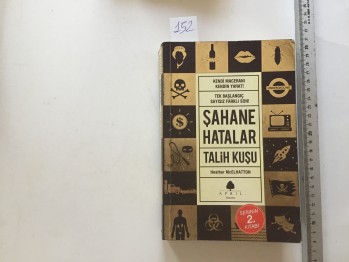 152
KENDİ MACERANI
KENDİN YARAT!
TEK BAŞLANGIÇ
SAYISIZ FARKLI SON!
ŞAHANE
HATALAR
TALİH KUŞU
Heather McELHATTON
APRIL
SERİNİN
2.
KİTABI